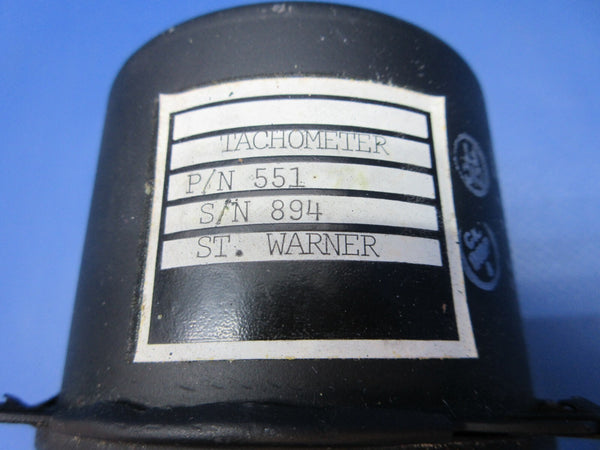 TACHOMETER
P/N 551
S/N 894
ST. WARNER